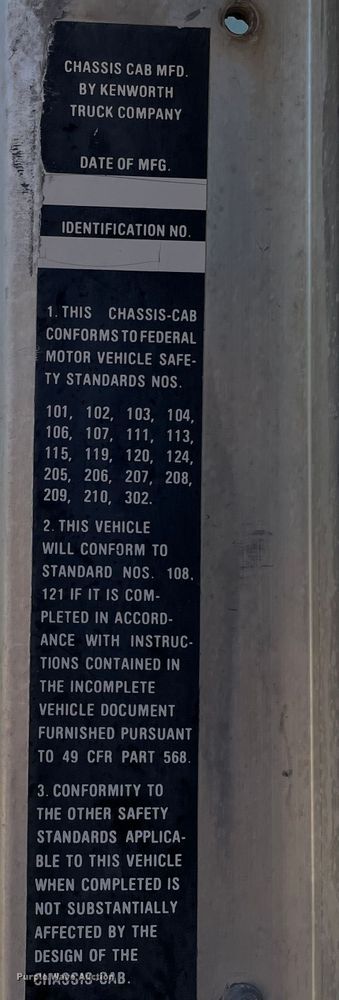 CHASSIS CAB MFD.
BY KENWORTH
TRUCK COMPANY
DATE OF MFG.
IDENTIFICATION NO.
1. THIS CHASSIS-CAB
CONFORMS TO FEDERAL
MOTOR VEHICLE SAFE-
TY STANDARDS NOS.
101, 102, 103, 104,
106, 107, 111, 113,
115, 119, 120, 124,
205, 206, 207, 208,
209, 210, 302.
2. THIS VEHICLE
WILL CONFORM TO
STANDARD NOS. 108,
121 IF IT IS COM-
PLETED IN ACCORD-
ANCE WITH INSTRUC-
TIONS CONTAINED IN
THE INCOMPLETE
VEHICLE DOCUMENT
FURNISHED PURSUANT
TO 49 CFR PART 568.
3. CONFORMITY TO
THE OTHER SAFETY
STANDARDS APPLICA-
BLE TO THIS VEHICLE
WHEN COMPLETED IS
NOT SUBSTANTIALLY
AFFECTED BY THE
DESIGN OF THE
CHASSIS-CAB.
Purple Wave Auction